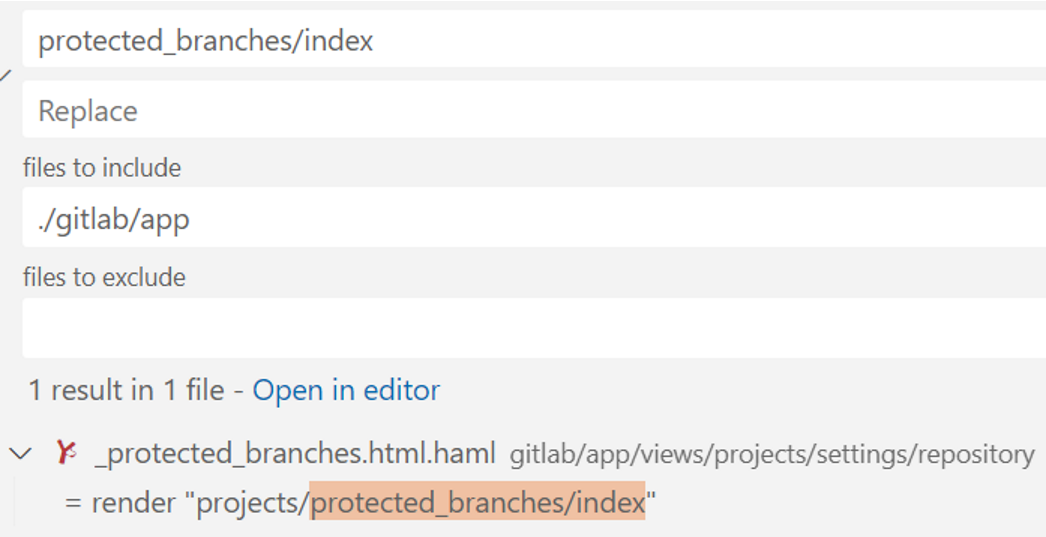 protected_branches/index
Replace
files to include
./gitlab/app
files to exclude
1 result in 1 file - Open in editor
_protected_branches.html.haml gitlab/app/views/projects/settings/repository
= render "projects/protected_branches/index"